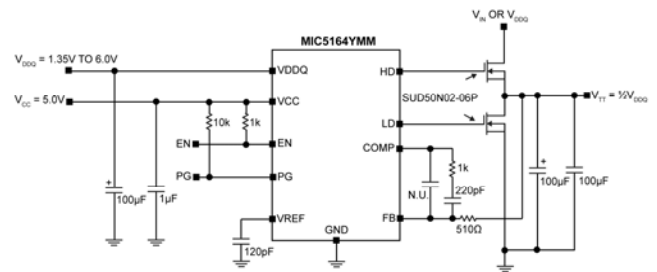 V_IN OR V_DDQ
MIC5164YMM
V_DDQ = 1.35V TO 6.0V
VDDQ
HD
V_CC = 5.0V
VCC
SUD50N02-06P
V_TT = ½V_DDQ
10k
1k
LD
EN
EN
COMP
PG
PG
1k
N.U.
220pF
100µF
1µF
100µF
100µF
VREF
GND
FB
510Ω
120pF